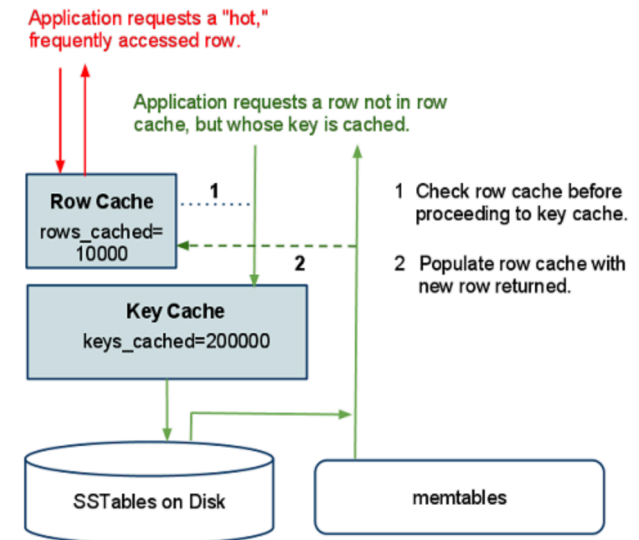 Application requests a "hot,"
frequently accessed row.
Application requests a row not in row
cache, but whose key is cached.
Row Cache
rows_cached=
10000
1
2
1 Check row cache before
proceeding to key cache.
2 Populate row cache with
new row returned.
Key Cache
keys_cached=200000
SSTables on Disk
memtables